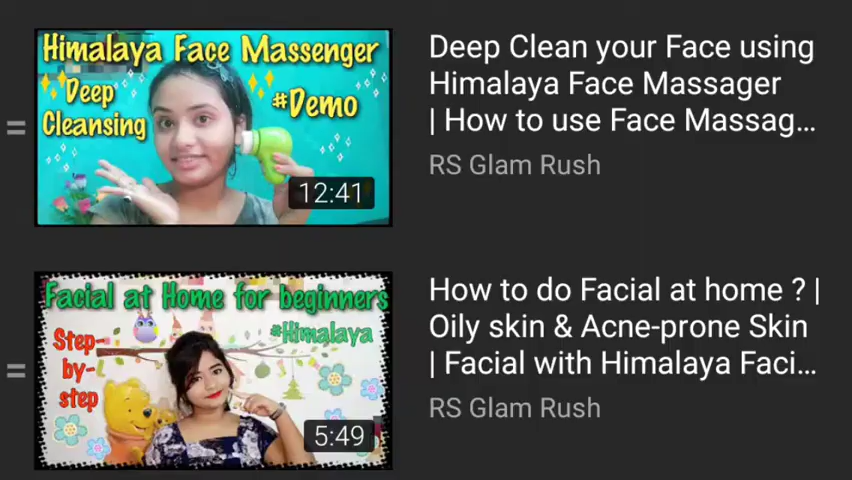 Himalaya Face Massenger
Deep
Cleansing
#Demo
12:41
Deep Clean your Face using
Himalaya Face Massager
| How to use Face Massag...
RS Glam Rush
Facial at Home for beginners
#Himalaya
Step-
by-
step
5:49
How to do Facial at home ? |
Oily skin & Acne-prone Skin
| Facial with Himalaya Faci...
RS Glam Rush